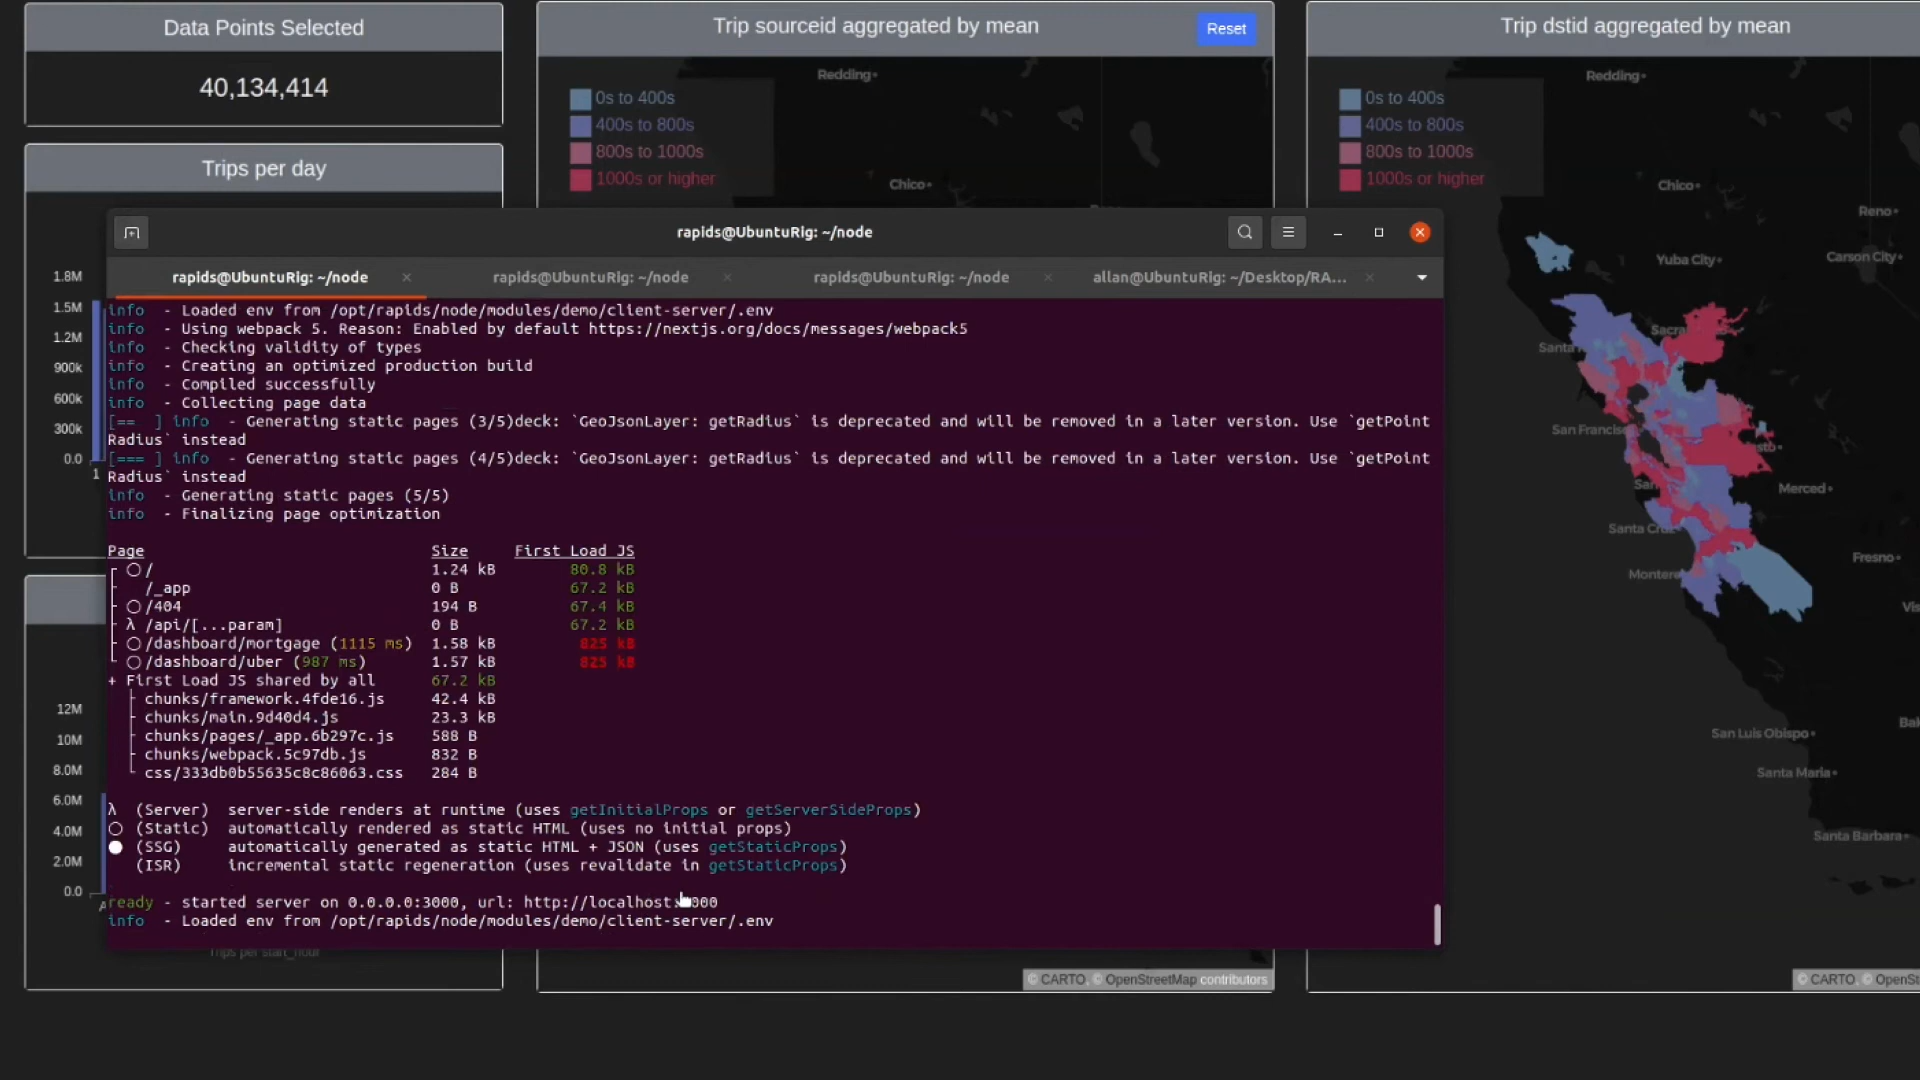 Data Points Selected
40,134,414
Trips per day
1.8M
1.5M
1.2M
900k
600k
300k
0.0
1
12M
10M
8.0M
6.0M
4.0M
2.0M
0.0
A
Trips per start_hour
Trip sourceid aggregated by mean
Reset
0s to 400s
400s to 800s
800s to 1000s
1000s or higher
Redding
Chico
© CARTO, © OpenStreetMap contributors
Trip dstid aggregated by mean
0s to 400s
400s to 800s
800s to 1000s
1000s or higher
Redding
Chico
Reno
Yuba City
Carson City
Sacra
Santa
San Francis
sto
San
Merced
Santa Cruz
Fresno
Montere
Vis
San Luis Obispo
Bak
Santa Maria
Santa Barbara
© CARTO, © OpenSt
rapids@UbuntuRig: ~/node
rapids@UbuntuRig: ~/node
rapids@UbuntuRig: ~/node
rapids@UbuntuRig: ~/node
allan@UbuntuRig: ~/Desktop/RA...
info - Loaded env from /opt/rapids/node/modules/demo/client-server/.env
info - Using webpack 5. Reason: Enabled by default https://nextjs.org/docs/messages/webpack5
info - Checking validity of types
info - Creating an optimized production build
info - Compiled successfully
info - Collecting page data
[== ] info - Generating static pages (3/5)deck: `GeoJsonLayer: getRadius` is deprecated and will be removed in a later version. Use `getPoint
Radius` instead
[=== ] info - Generating static pages (4/5)deck: `GeoJsonLayer: getRadius` is deprecated and will be removed in a later version. Use `getPoint
Radius` instead
info - Generating static pages (5/5)
info - Finalizing page optimization
Page Size First Load JS
┌ ○ / 1.24 kB 80.8 kB
├ /_app 0 B 67.2 kB
├ ○ /404 194 B 67.4 kB
├ λ /api/[...param] 0 B 67.2 kB
├ ○ /dashboard/mortgage (1115 ms) 1.58 kB 825 kB
└ ○ /dashboard/uber (987 ms) 1.57 kB 825 kB
+ First Load JS shared by all 67.2 kB
├ chunks/framework.4fde16.js 42.4 kB
├ chunks/main.9d40d4.js 23.3 kB
├ chunks/pages/_app.6b297c.js 588 B
├ chunks/webpack.5c97db.js 832 B
└ css/333db0b55635c8c86063.css 284 B
λ (Server) server-side renders at runtime (uses getInitialProps or getServerSideProps)
○ (Static) automatically rendered as static HTML (uses no initial props)
● (SSG) automatically generated as static HTML + JSON (uses getStaticProps)
(ISR) incremental static regeneration (uses revalidate in getStaticProps)
ready - started server on 0.0.0.0:3000, url: http://localhost:000
info - Loaded env from /opt/rapids/node/modules/demo/client-server/.env